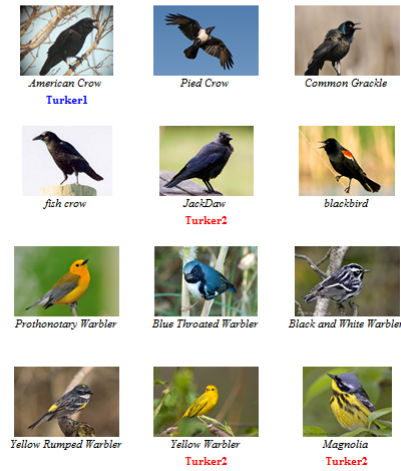 American Crow
Pied Crow
Common Grackle
Turker1
fish crow
JackDaw
blackbird
Turker2
Prothonotary Warbler
Blue Throated Warbler
Black and White Warbler
Yellow Rumped Warbler
Yellow Warbler
Magnolia
Turker2
Turker2